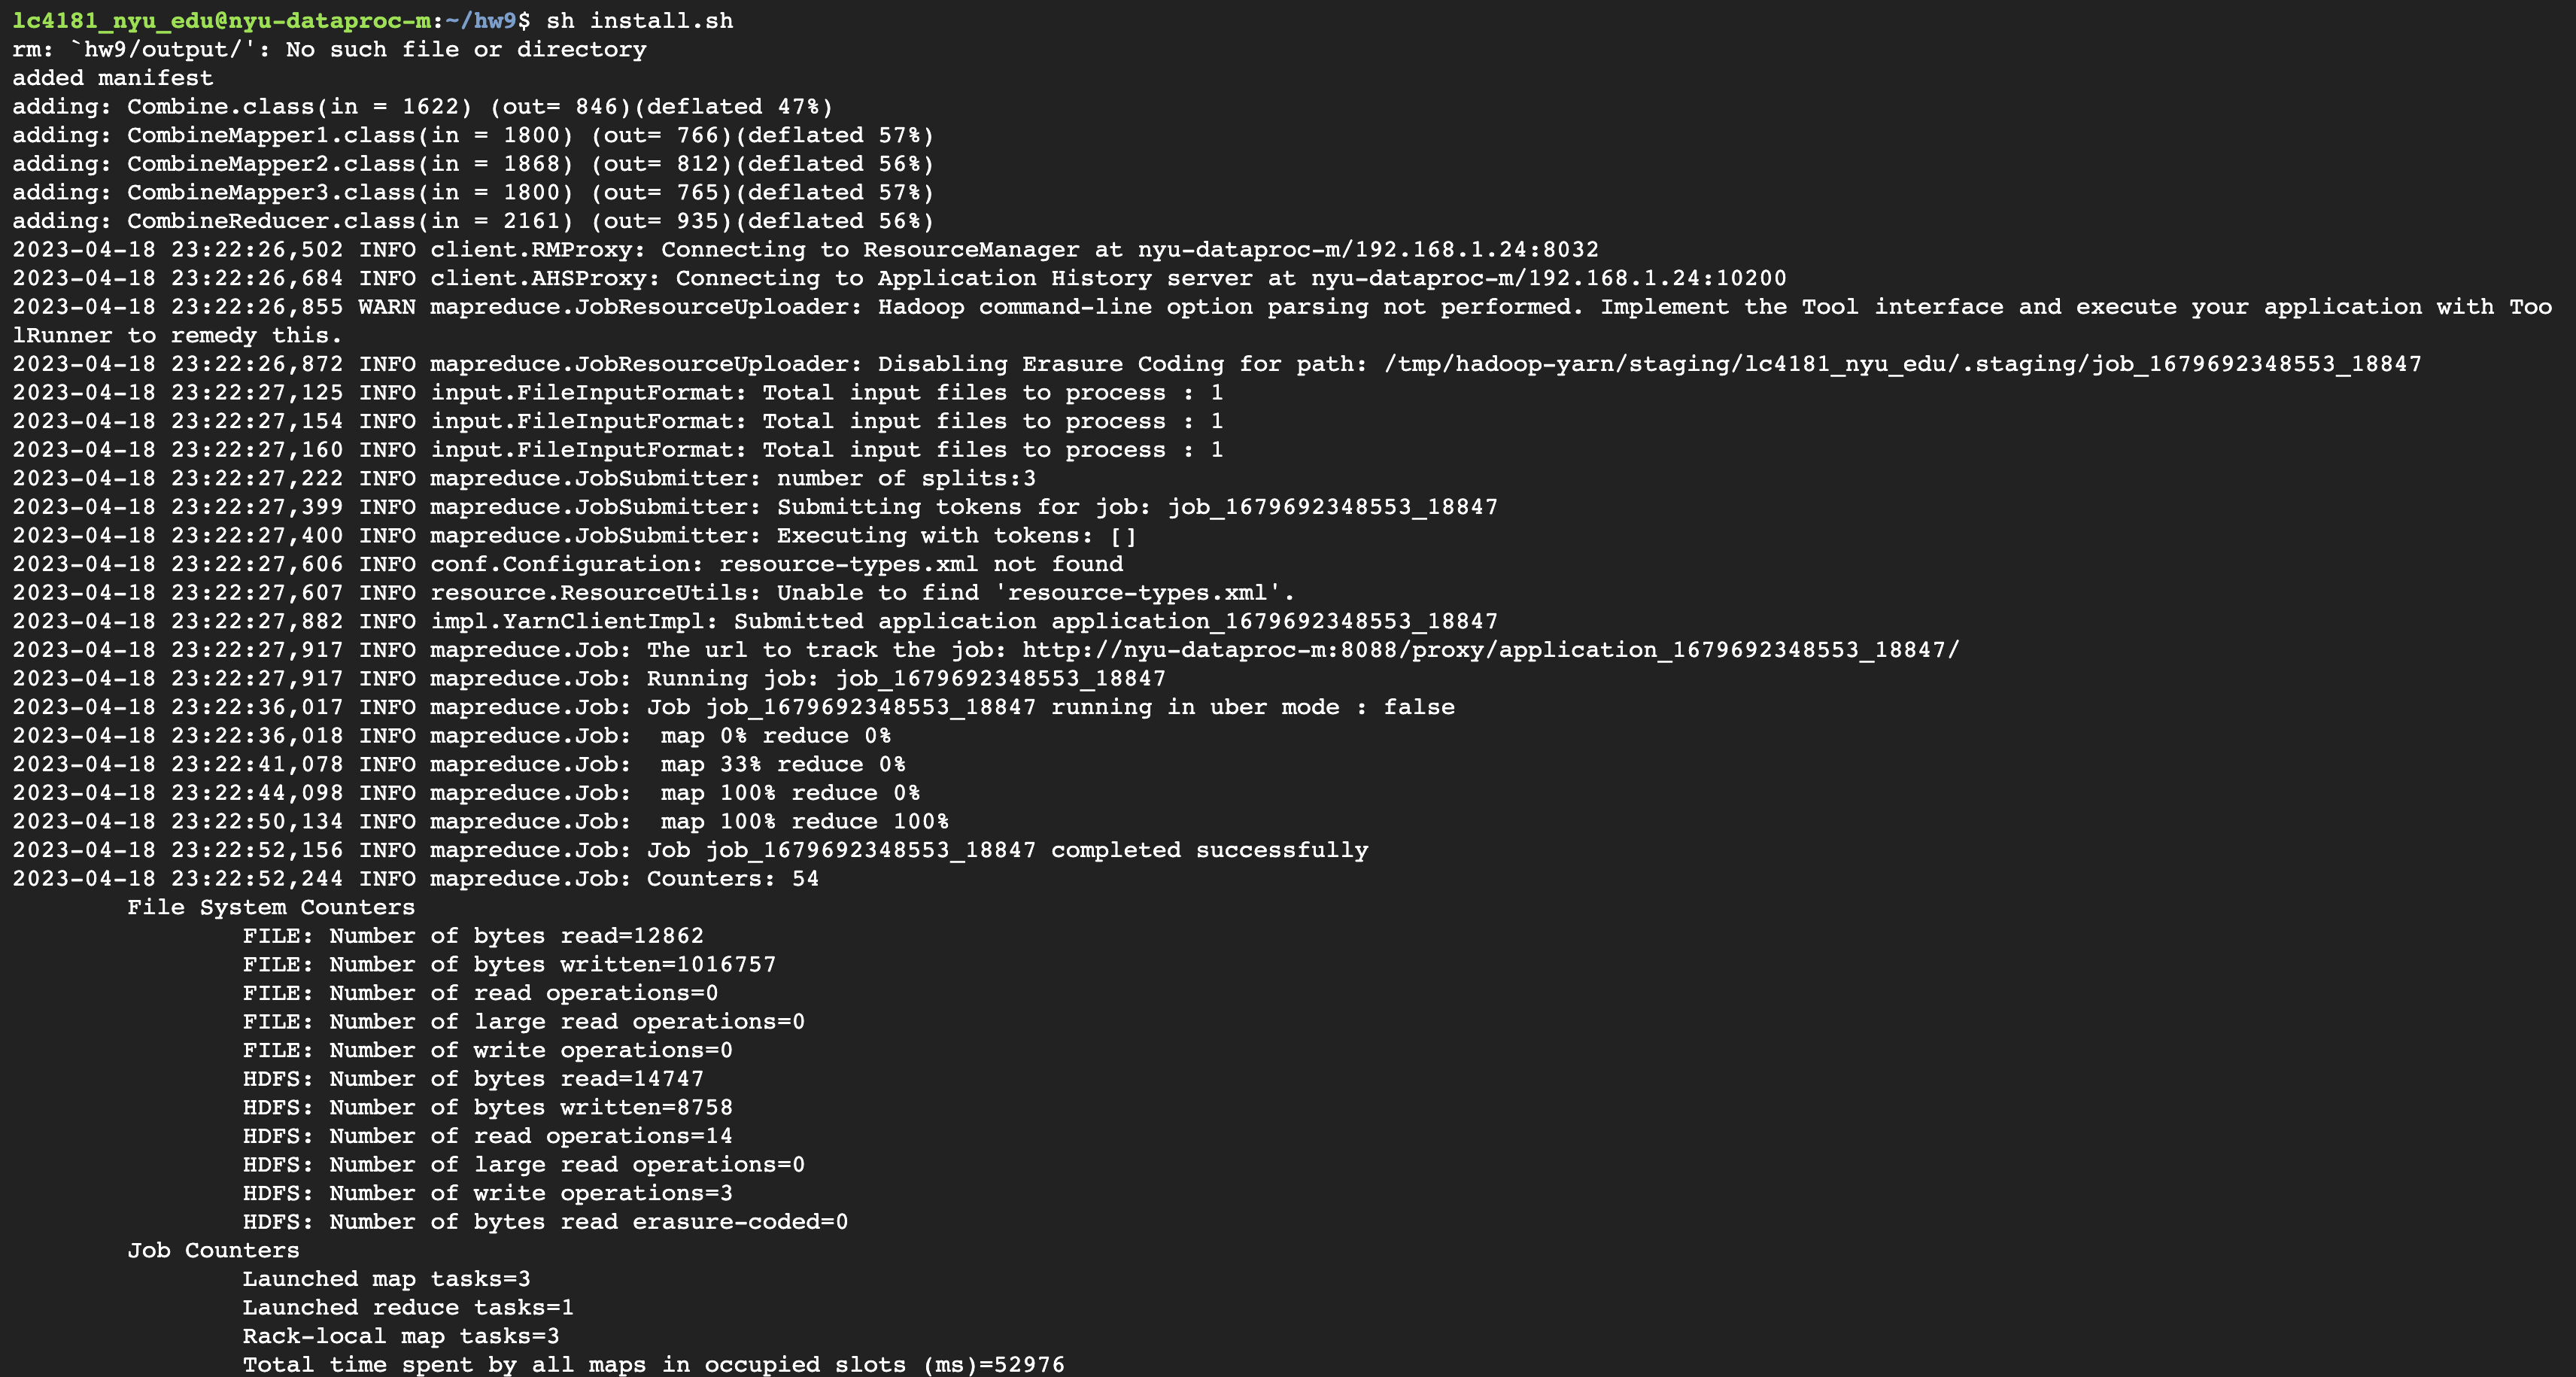 lc4181_nyu_edu@nyu-dataproc-m:~/hw9$ sh install.sh
rm: `hw9/output/': No such file or directory
added manifest
adding: Combine.class(in = 1622) (out= 846)(deflated 47%)
adding: CombineMapper1.class(in = 1800) (out= 766)(deflated 57%)
adding: CombineMapper2.class(in = 1868) (out= 812)(deflated 56%)
adding: CombineMapper3.class(in = 1800) (out= 765)(deflated 57%)
adding: CombineReducer.class(in = 2161) (out= 935)(deflated 56%)
2023-04-18 23:22:26,502 INFO client.RMProxy: Connecting to ResourceManager at nyu-dataproc-m/192.168.1.24:8032
2023-04-18 23:22:26,684 INFO client.AHSProxy: Connecting to Application History server at nyu-dataproc-m/192.168.1.24:10200
2023-04-18 23:22:26,855 WARN mapreduce.JobResourceUploader: Hadoop command-line option parsing not performed. Implement the Tool interface and execute your application with Too
lRunner to remedy this.
2023-04-18 23:22:26,872 INFO mapreduce.JobResourceUploader: Disabling Erasure Coding for path: /tmp/hadoop-yarn/staging/lc4181_nyu_edu/.staging/job_1679692348553_18847
2023-04-18 23:22:27,125 INFO input.FileInputFormat: Total input files to process : 1
2023-04-18 23:22:27,154 INFO input.FileInputFormat: Total input files to process : 1
2023-04-18 23:22:27,160 INFO input.FileInputFormat: Total input files to process : 1
2023-04-18 23:22:27,222 INFO mapreduce.JobSubmitter: number of splits:3
2023-04-18 23:22:27,399 INFO mapreduce.JobSubmitter: Submitting tokens for job: job_1679692348553_18847
2023-04-18 23:22:27,400 INFO mapreduce.JobSubmitter: Executing with tokens: []
2023-04-18 23:22:27,606 INFO conf.Configuration: resource-types.xml not found
2023-04-18 23:22:27,607 INFO resource.ResourceUtils: Unable to find 'resource-types.xml'.
2023-04-18 23:22:27,882 INFO impl.YarnClientImpl: Submitted application application_1679692348553_18847
2023-04-18 23:22:27,917 INFO mapreduce.Job: The url to track the job: http://nyu-dataproc-m:8088/proxy/application_1679692348553_18847/
2023-04-18 23:22:27,917 INFO mapreduce.Job: Running job: job_1679692348553_18847
2023-04-18 23:22:36,017 INFO mapreduce.Job: Job job_1679692348553_18847 running in uber mode : false
2023-04-18 23:22:36,018 INFO mapreduce.Job:  map 0% reduce 0%
2023-04-18 23:22:41,078 INFO mapreduce.Job:  map 33% reduce 0%
2023-04-18 23:22:44,098 INFO mapreduce.Job:  map 100% reduce 0%
2023-04-18 23:22:50,134 INFO mapreduce.Job:  map 100% reduce 100%
2023-04-18 23:22:52,156 INFO mapreduce.Job: Job job_1679692348553_18847 completed successfully
2023-04-18 23:22:52,244 INFO mapreduce.Job: Counters: 54
File System Counters
FILE: Number of bytes read=12862
FILE: Number of bytes written=1016757
FILE: Number of read operations=0
FILE: Number of large read operations=0
FILE: Number of write operations=0
HDFS: Number of bytes read=14747
HDFS: Number of bytes written=8758
HDFS: Number of read operations=14
HDFS: Number of large read operations=0
HDFS: Number of write operations=3
HDFS: Number of bytes read erasure-coded=0
Job Counters
Launched map tasks=3
Launched reduce tasks=1
Rack-local map tasks=3
Total time spent by all maps in occupied slots (ms)=52976